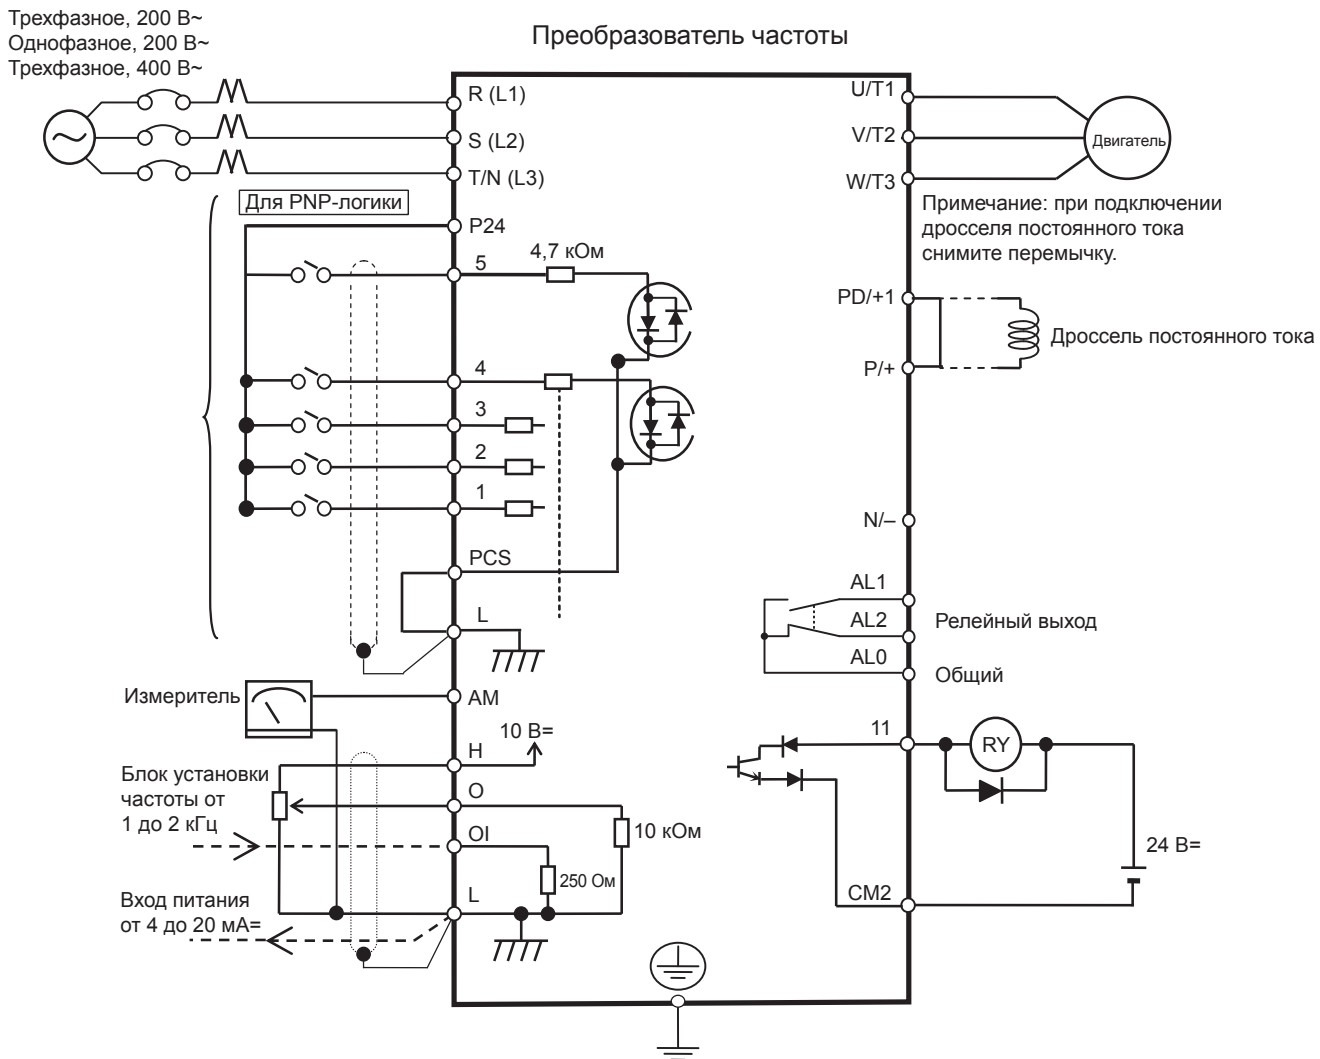 Трехфазное, 200 В~
Однофазное, 200 В~
Трехфазное, 400 В~
Преобразователь частоты
R (L1)
S (L2)
T/N (L3)
U/T1
V/T2
W/T3
Двигатель
Для PNP-логики
P24
Примечание: при подключении
дросселя постоянного тока
снимите перемычку.
5
4,7 кОм
PD/+1
Дроссель постоянного тока
P/+
4
3
2
1
N/–
PCS
L
AL1
AL2
Релейный выход
AL0
Общий
Измеритель
AM
10 В=
H
11
RY
Блок установки
частоты от
1 до 2 кГц
O
OI
10 кОм
250 Ом
24 В=
Вход питания
от 4 до 20 мА=
L
CM2